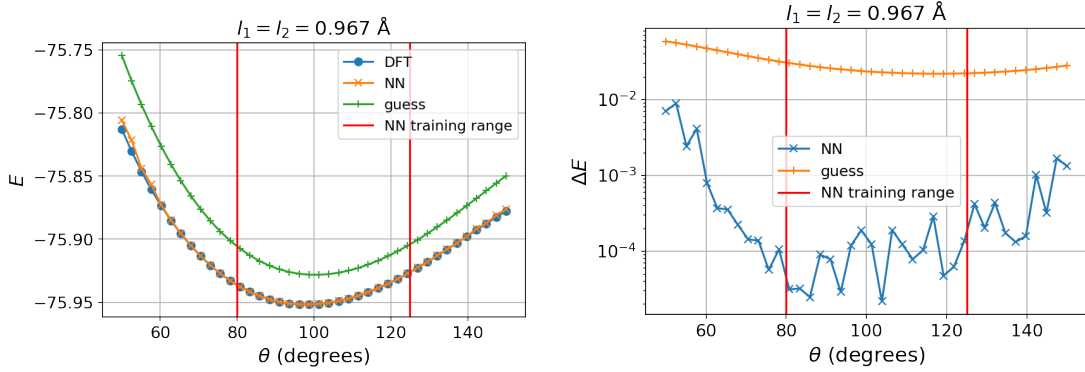 l₁ = l₂ = 0.967 Å
E
−75.75
−75.80
−75.85
−75.90
−75.95
DFT
NN
guess
NN training range
60
80
100
120
140
θ (degrees)
l₁ = l₂ = 0.967 Å
ΔE
10⁻²
10⁻³
10⁻⁴
NN
guess
NN training range
60
80
100
120
140
θ (degrees)